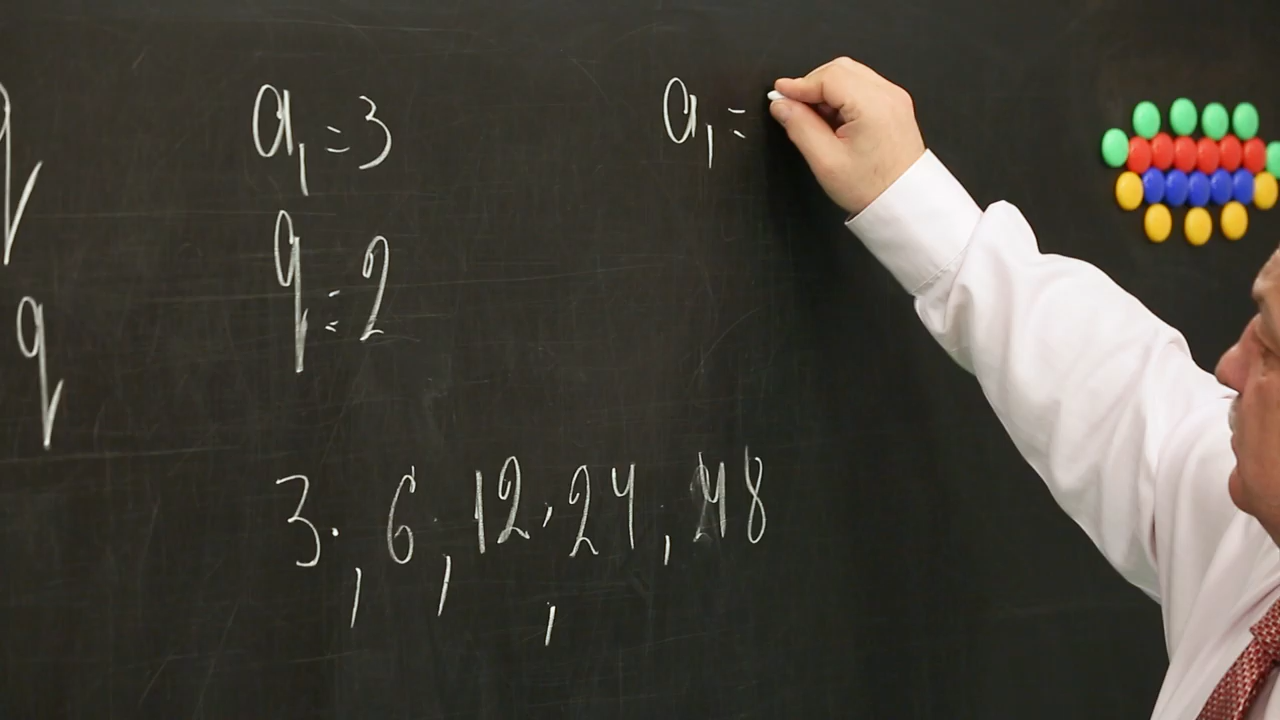 q
q
a₁ = 3
q = 2
3, 6, 12, 24, 48
a₁ =